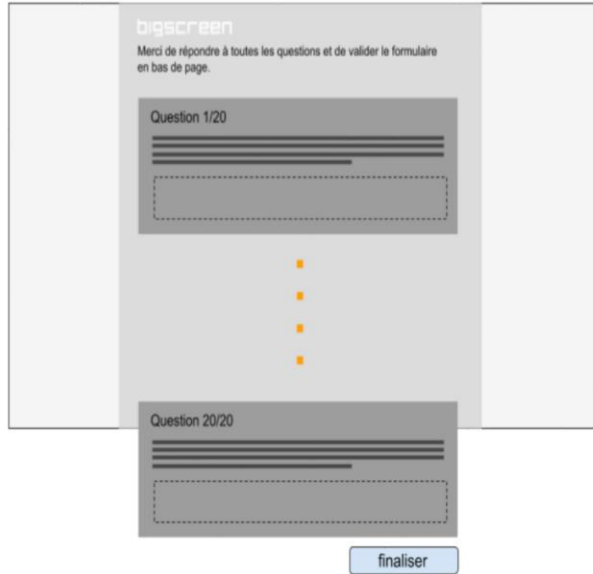 bigscreen
Merci de répondre à toutes les questions et de valider le formulaire
en bas de page.
Question 1/20
Question 20/20
finaliser